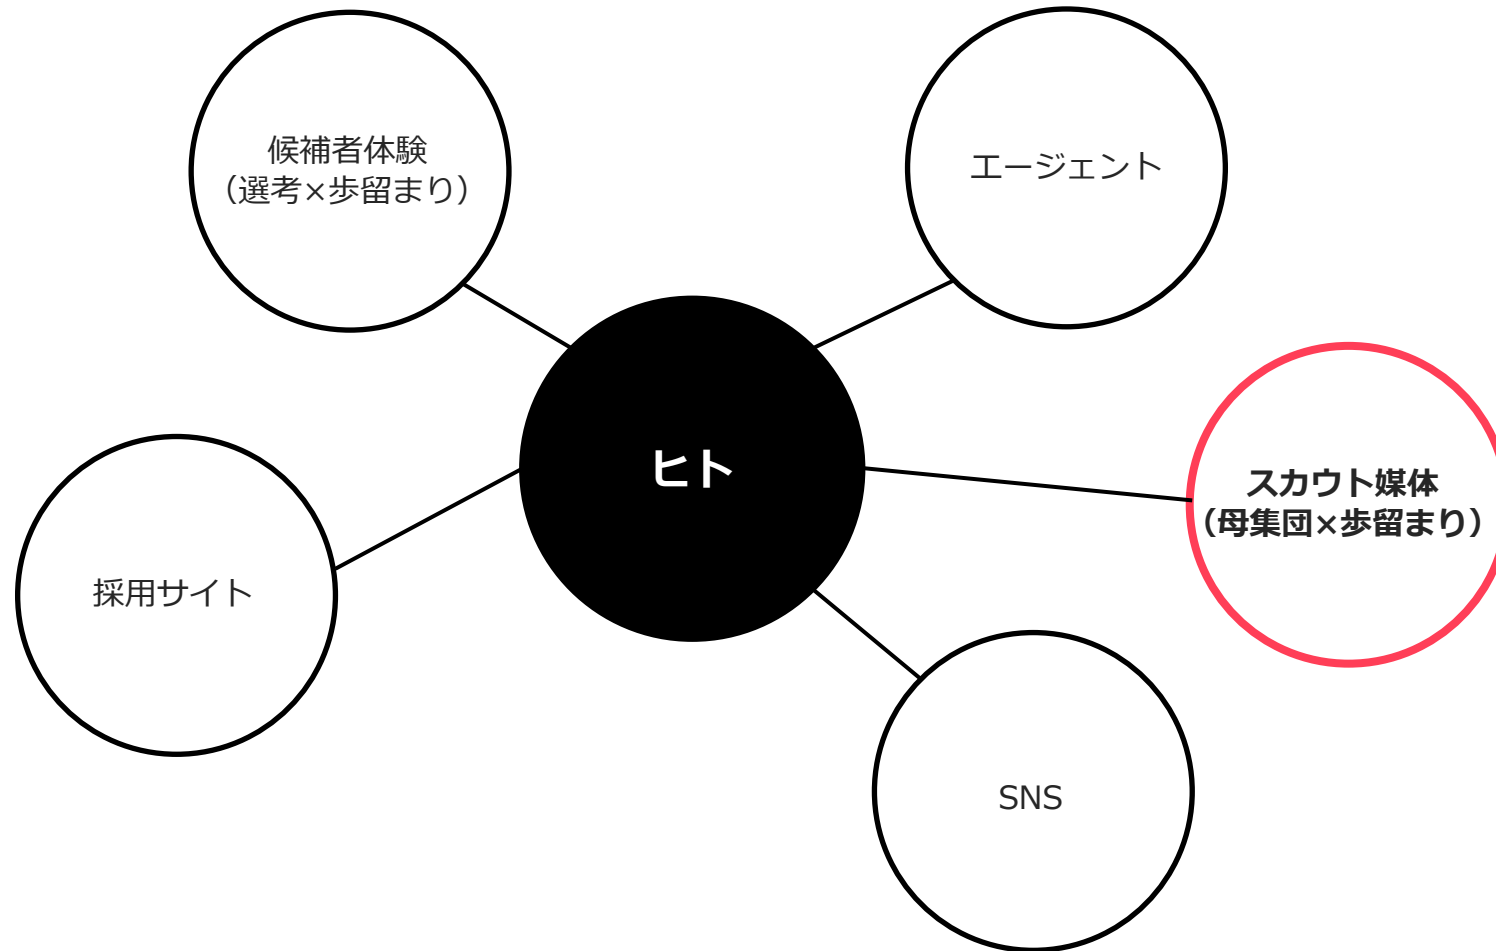 候補者体験
（選考×歩留まり）
エージェント
ヒト
スカウト媒体
（母集団×歩留まり）
採用サイト
SNS